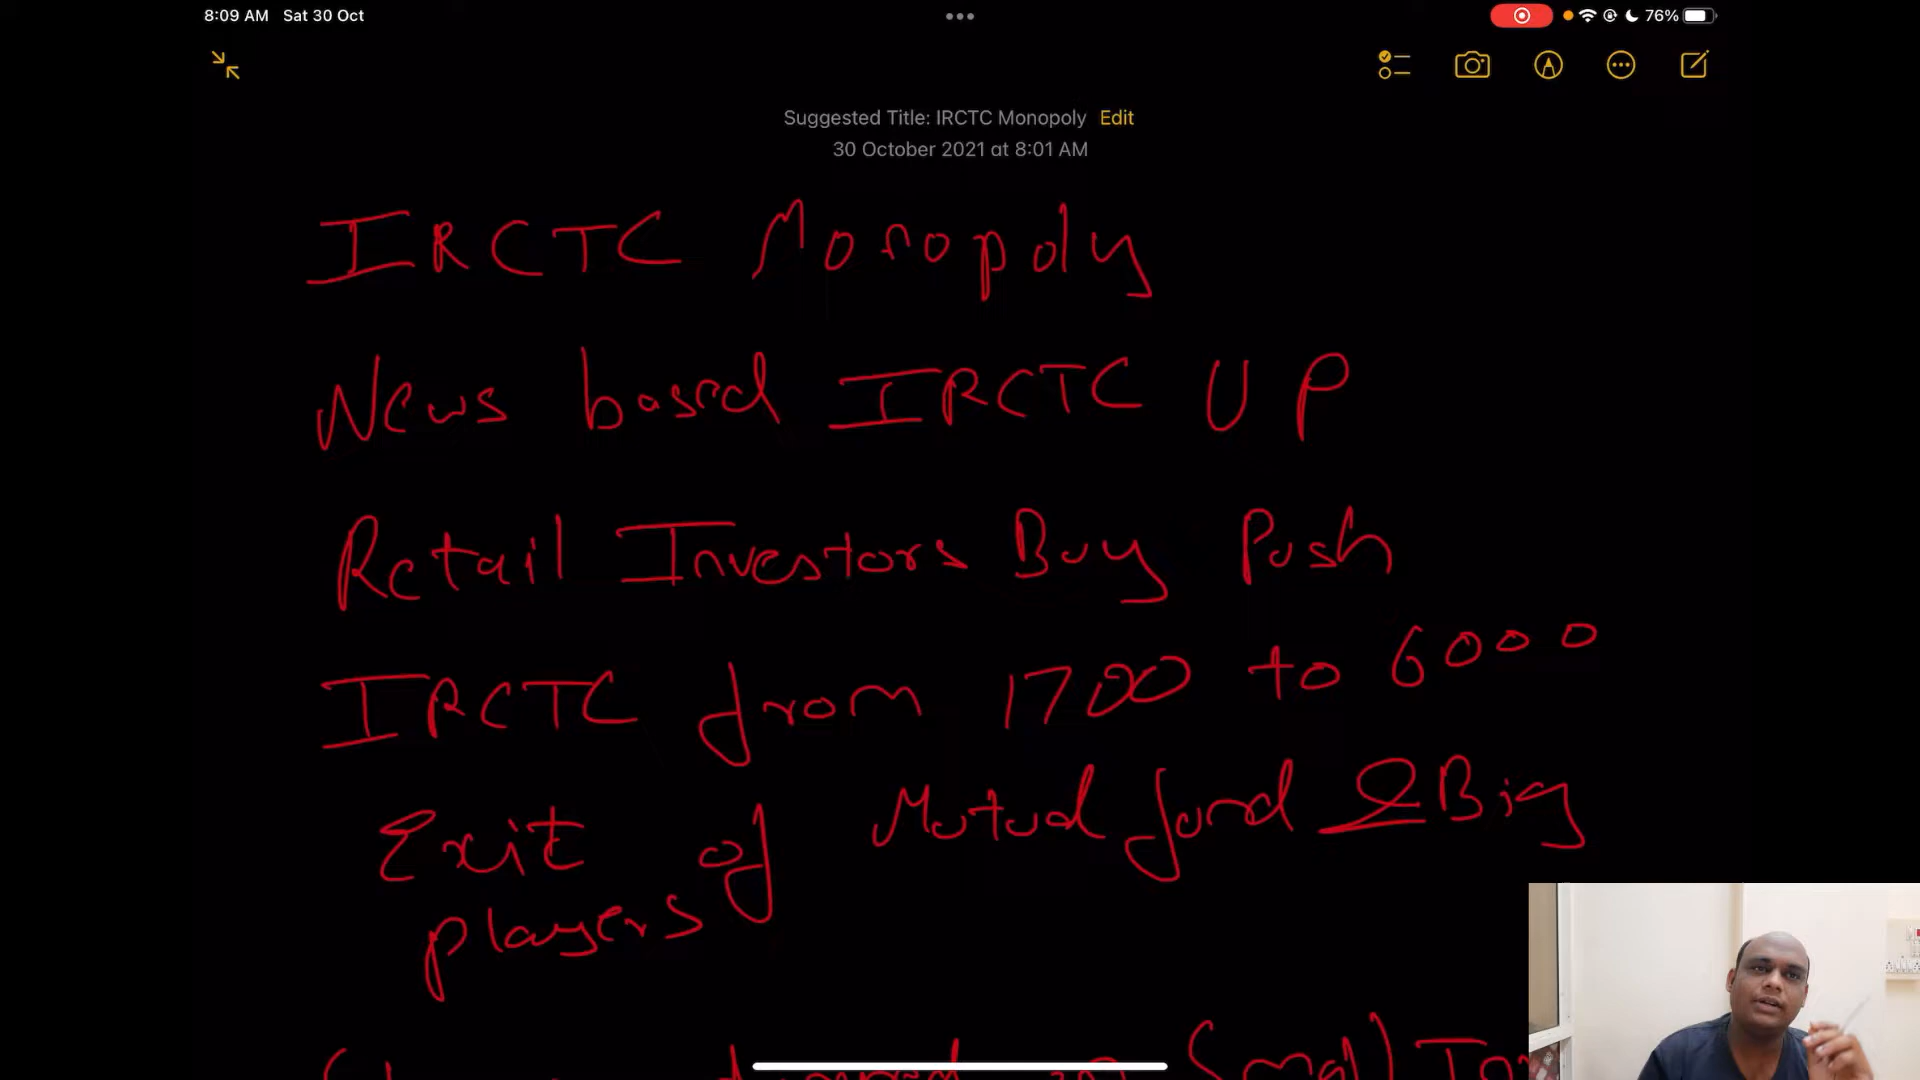 8:09 AM Sat 30 Oct
76%
Suggested Title: IRCTC Monopoly Edit
30 October 2021 at 8:01 AM
IRCTC Monopoly
News based IRCTC UP
Retail Investors Buy Push
IRCTC from 1700 to 6000
Exit of Mutual fund & Big
players